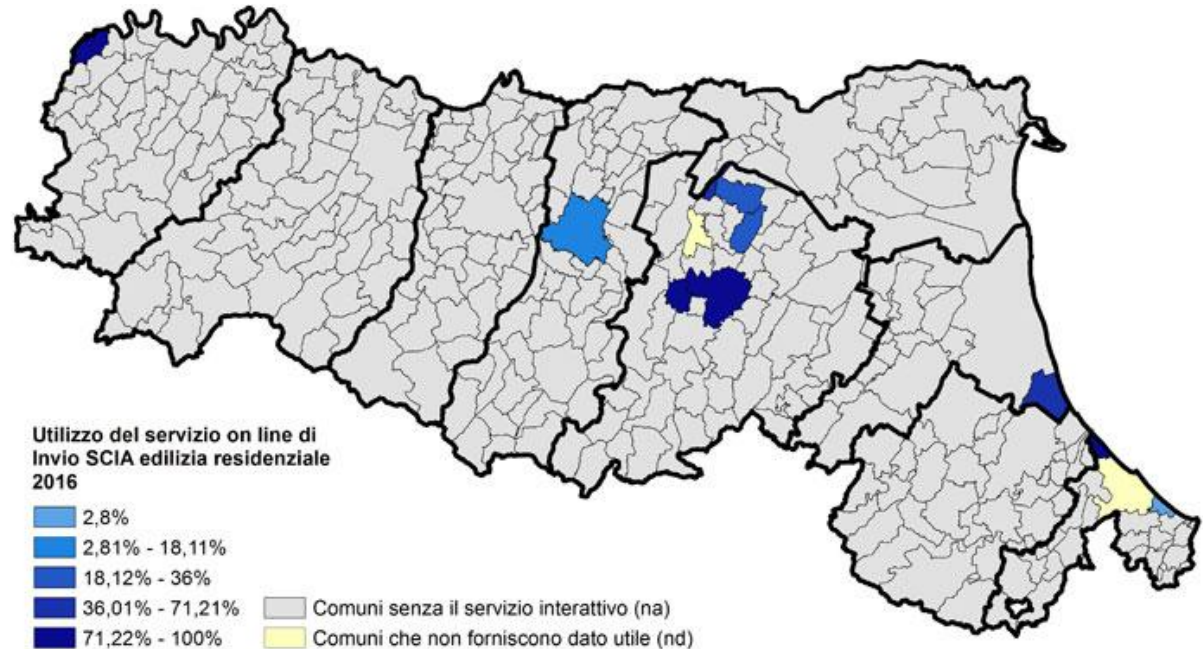 Utilizzo del servizio on line di
Invio SCIA edilizia residenziale
2016
2,8%
2,81% - 18,11%
18,12% - 36%
36,01% - 71,21%
71,22% - 100%
Comuni senza il servizio interattivo (na)
Comuni che non forniscono dato utile (nd)